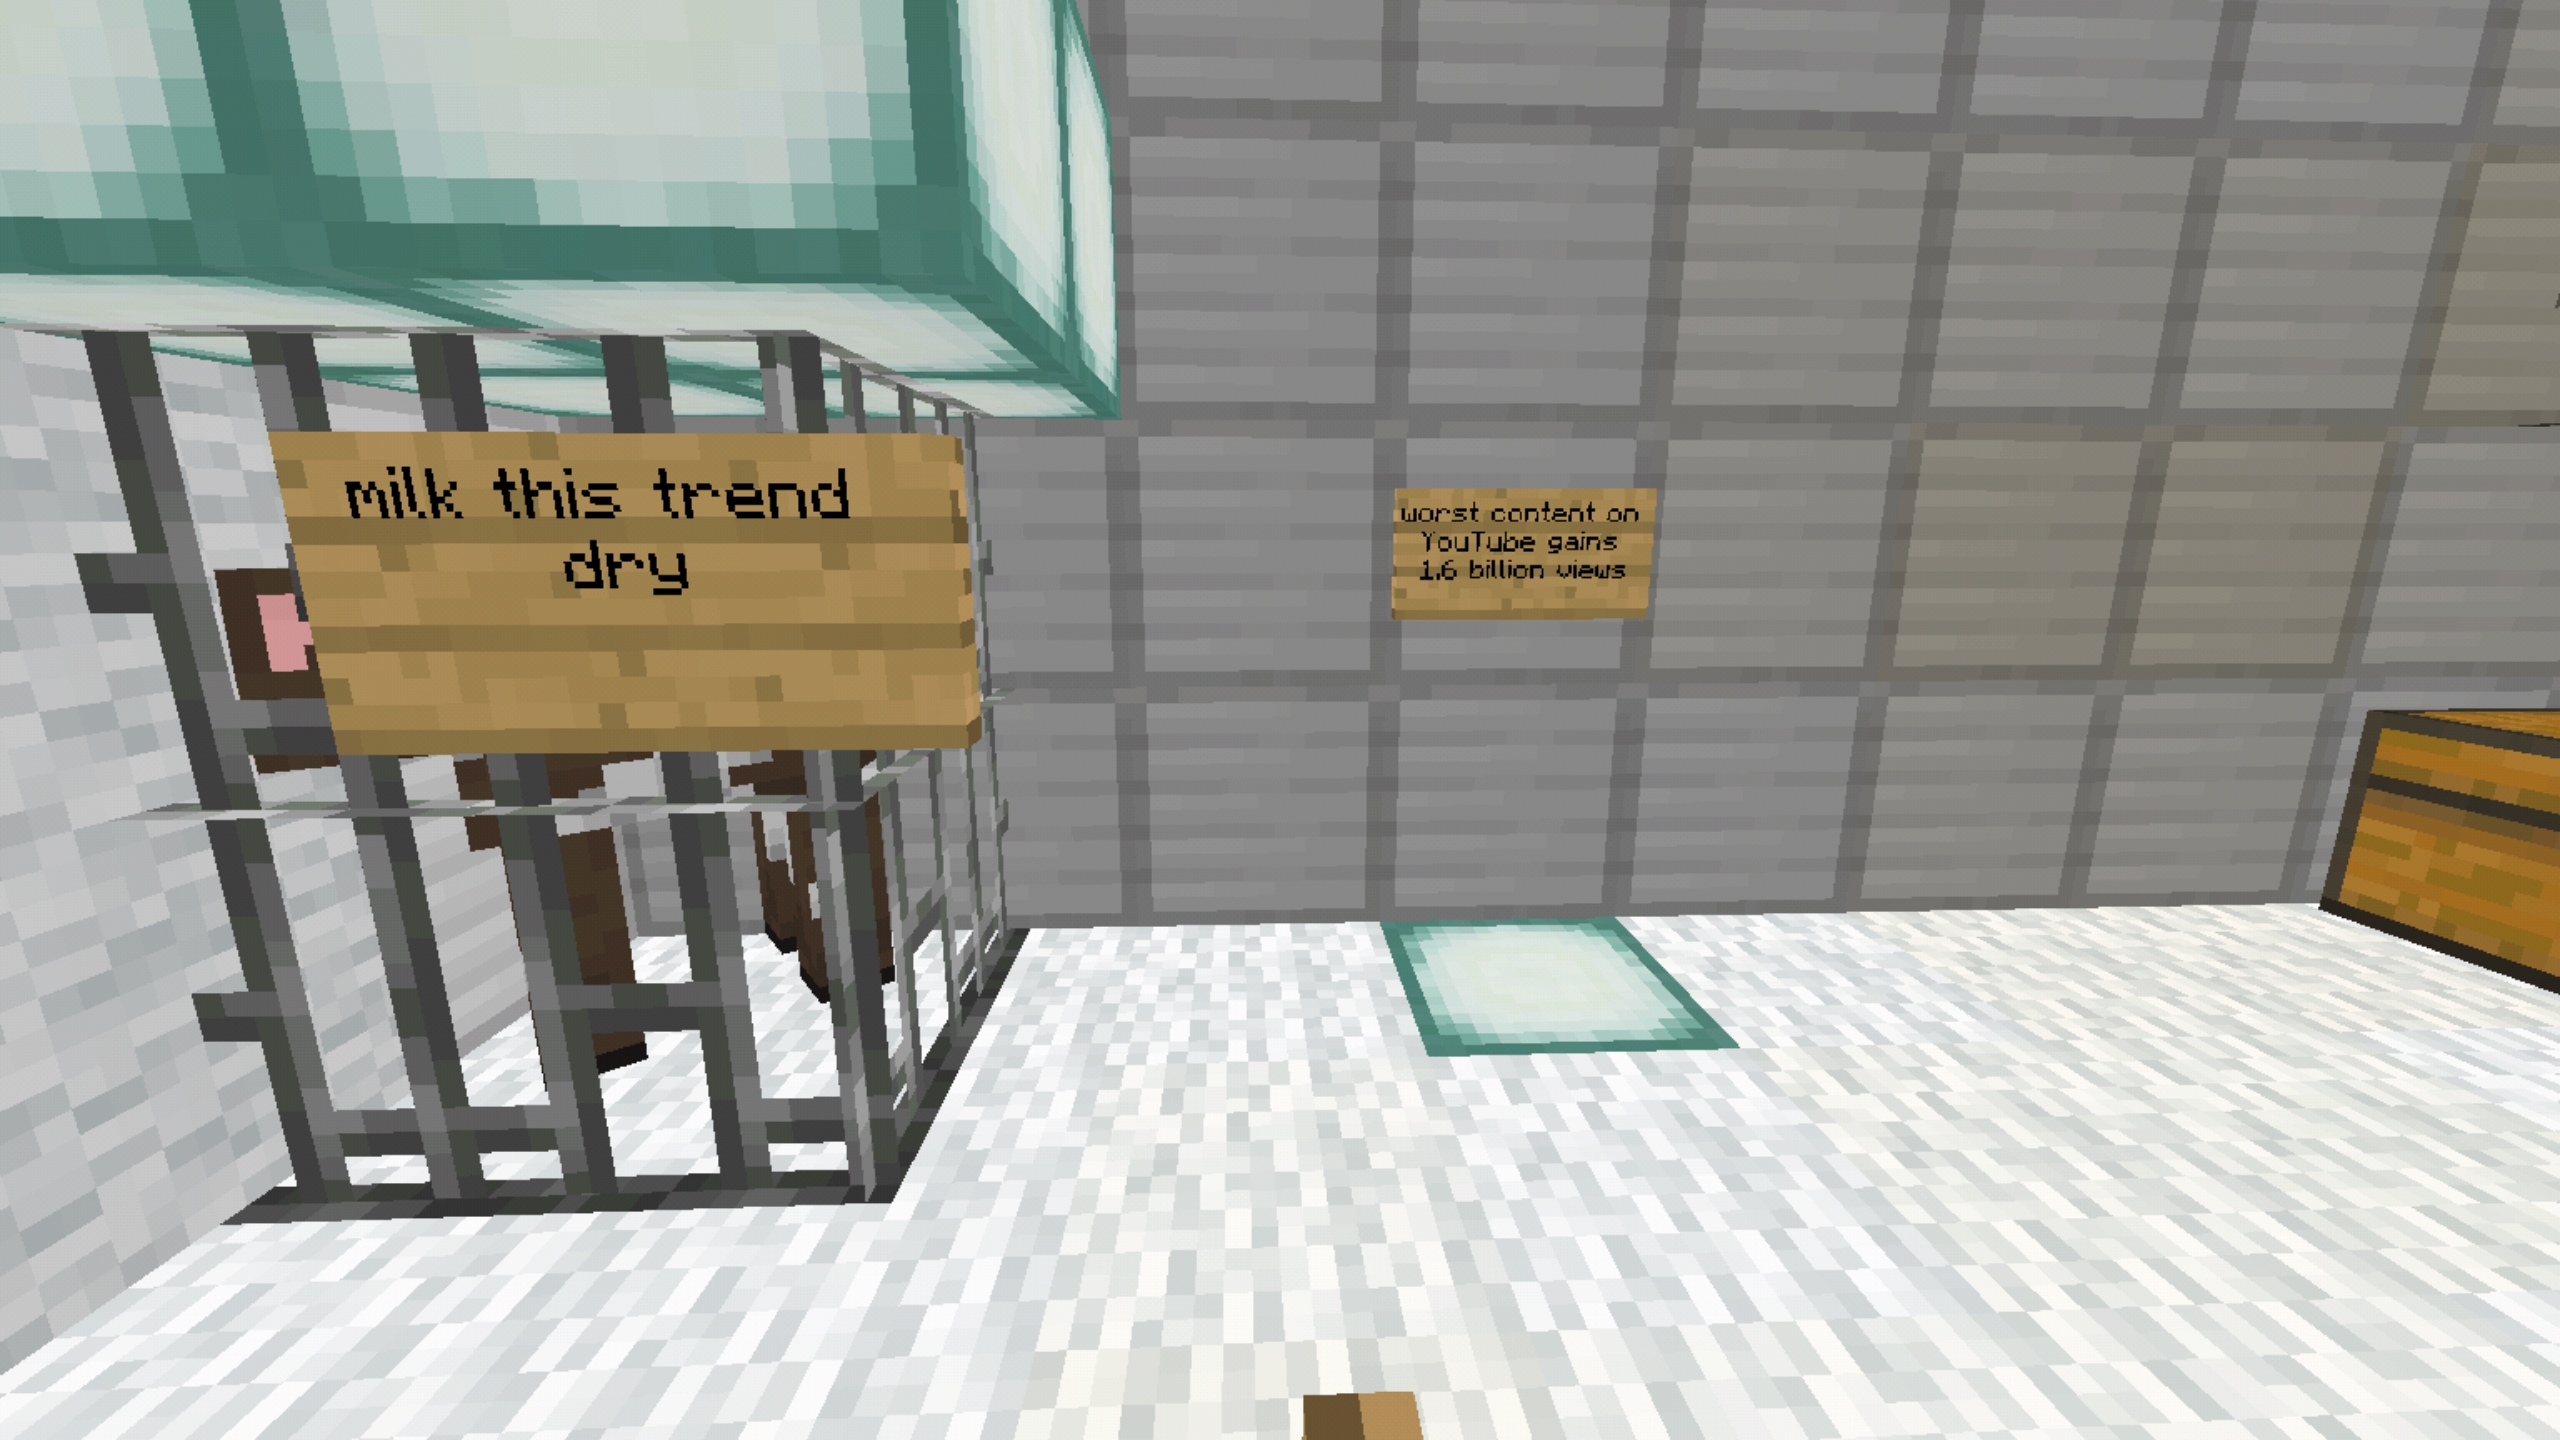 milk this trend
dry
worst content on
YouTube gains
1.6 billion views